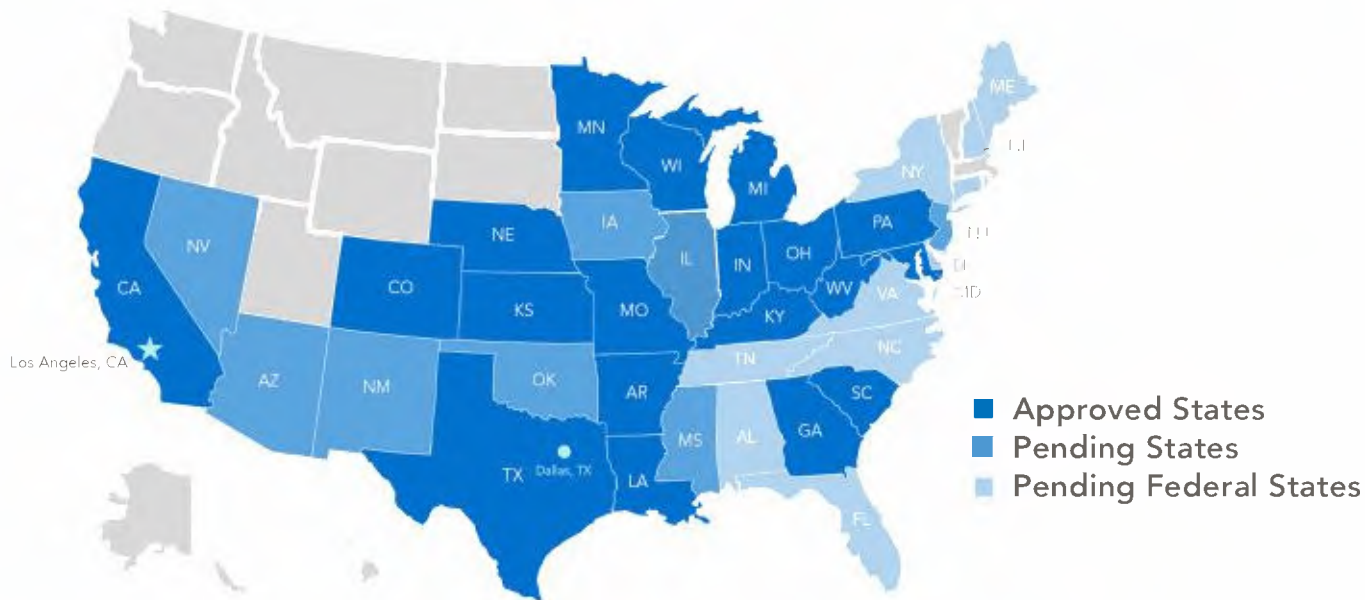 ME
MN
WI
NY
MI
IA
PA
NE
NV
OH
IL
IN
CO
WV
VA
CA
KS
MO
KY
NC
Los Angeles, CA
TN
AZ
NM
OK
AR
SC
MS
AL
GA
TX
Dallas, TX
LA
FL
Approved States
Pending States
Pending Federal States